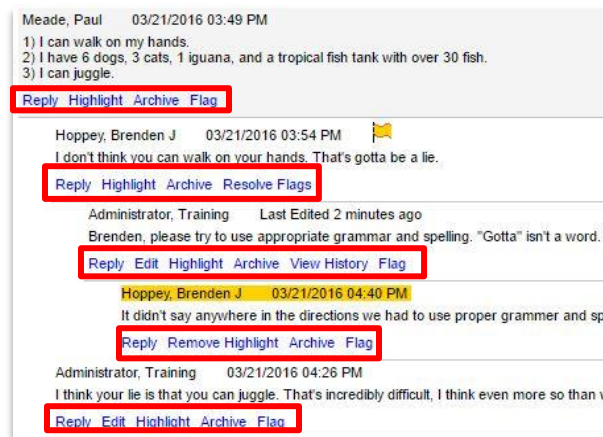 Meade, Paul 03/21/2016 03:49 PM
1) I can walk on my hands.
2) I have 6 dogs, 3 cats, 1 iguana, and a tropical fish tank with over 30 fish.
3) I can juggle.
Reply Highlight Archive Flag
Hoppey, Brenden J 03/21/2016 03:54 PM
I don't think you can walk on your hands. That's gotta be a lie.
Reply Highlight Archive Resolve Flags
Administrator, Training Last Edited 2 minutes ago
Brenden, please try to use appropriate grammar and spelling. "Gotta" isn't a word.
Reply Edit Highlight Archive View History Flag
Hoppey, Brenden J 03/21/2016 04:40 PM
It didn't say anywhere in the directions we had to use proper grammer and sp
Reply Remove Highlight Archive Flag
Administrator, Training 03/21/2016 04:26 PM
I think your lie is that you can juggle. That's incredibly difficult, I think even more so than
Reply Edit Highlight Archive Flag